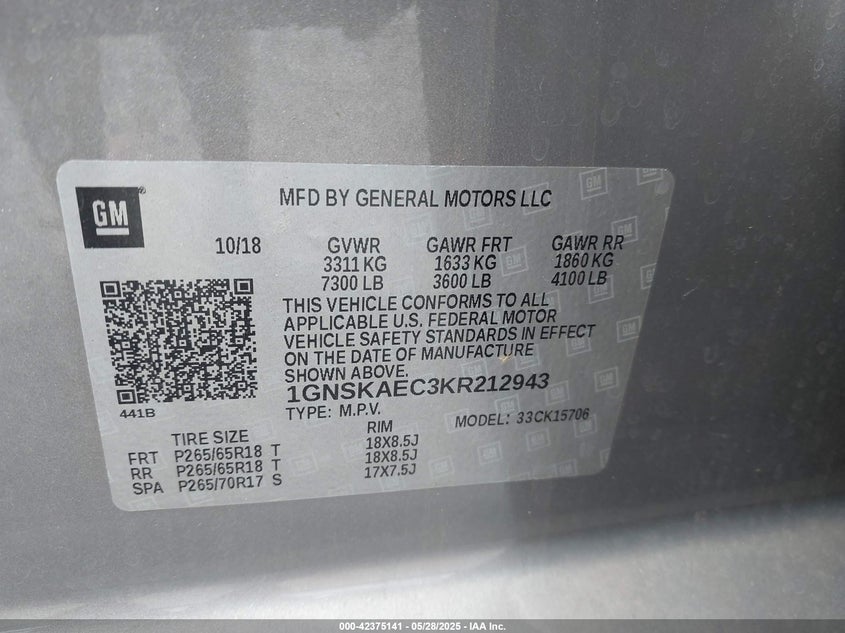 GM
MFD BY GENERAL MOTORS LLC
10/18 GVWR GAWR FRT GAWR RR
3311 KG 1633 KG 1860 KG
7300 LB 3600 LB 4100 LB
THIS VEHICLE CONFORMS TO ALL
APPLICABLE U.S. FEDERAL MOTOR
VEHICLE SAFETY STANDARDS IN EFFECT
ON THE DATE OF MANUFACTURE
SHOWN ABOVE.
1GNSKAEC3KR212943
441B
TYPE: M.P.V. MODEL: 33CK15706
TIRE SIZE RIM
FRT P265/65R18 T 18X8.5J
RR P265/65R18 T 18X8.5J
SPA P265/70R17 S 17X7.5J
000-42375141 - 05/28/2025 - IAA Inc.